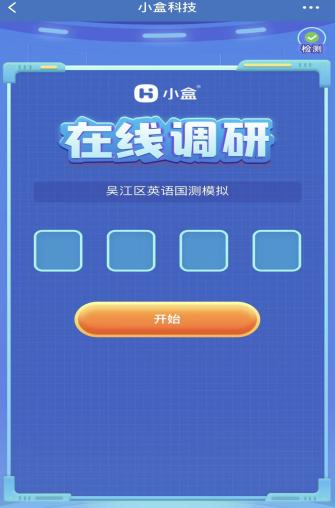 小盒科技
检测
小盒
在线调研
吴江区英语国测模拟
开始